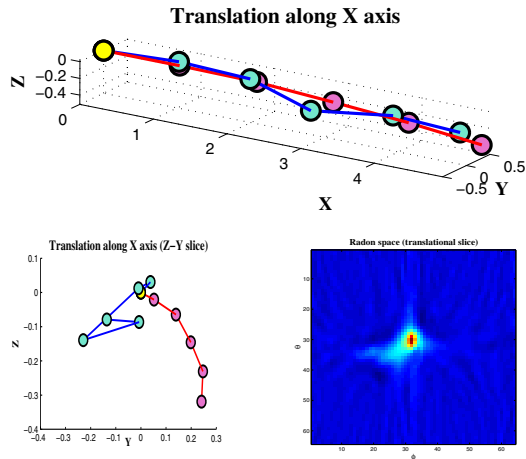 Translation along X axis
Z
0
−0.2
−0.4
0
1
2
3
4
X
−0.5
0
0.5
Y
Translation along X axis (Z−Y slice)
0.1
0
−0.1
−0.2
−0.3
−0.4
Z
−0.4 −0.3 −0.2 −0.1 0 0.1 0.2 0.3
Y
Radon space (translational slice)
10
20
30
40
50
60
θ
10 20 30 40 50 60
ϕ